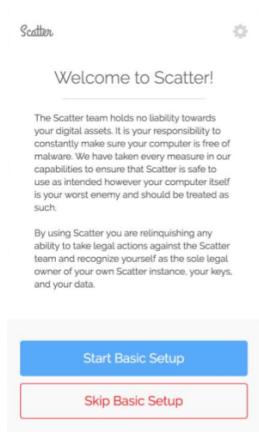 Scatter
Welcome to Scatter!
The Scatter team holds no liability towards
your digital assets. It is your responsibility to
constantly make sure your computer is free of
malware. We have taken every measure in our
capabilities to ensure that Scatter is safe to
use as intended however your computer itself
is your worst enemy and should be treated as
such.
By using Scatter you are relinquishing any
ability to take legal actions against the Scatter
team and recognize yourself as the sole legal
owner of your own Scatter instance, your keys,
and your data.
Start Basic Setup
Skip Basic Setup